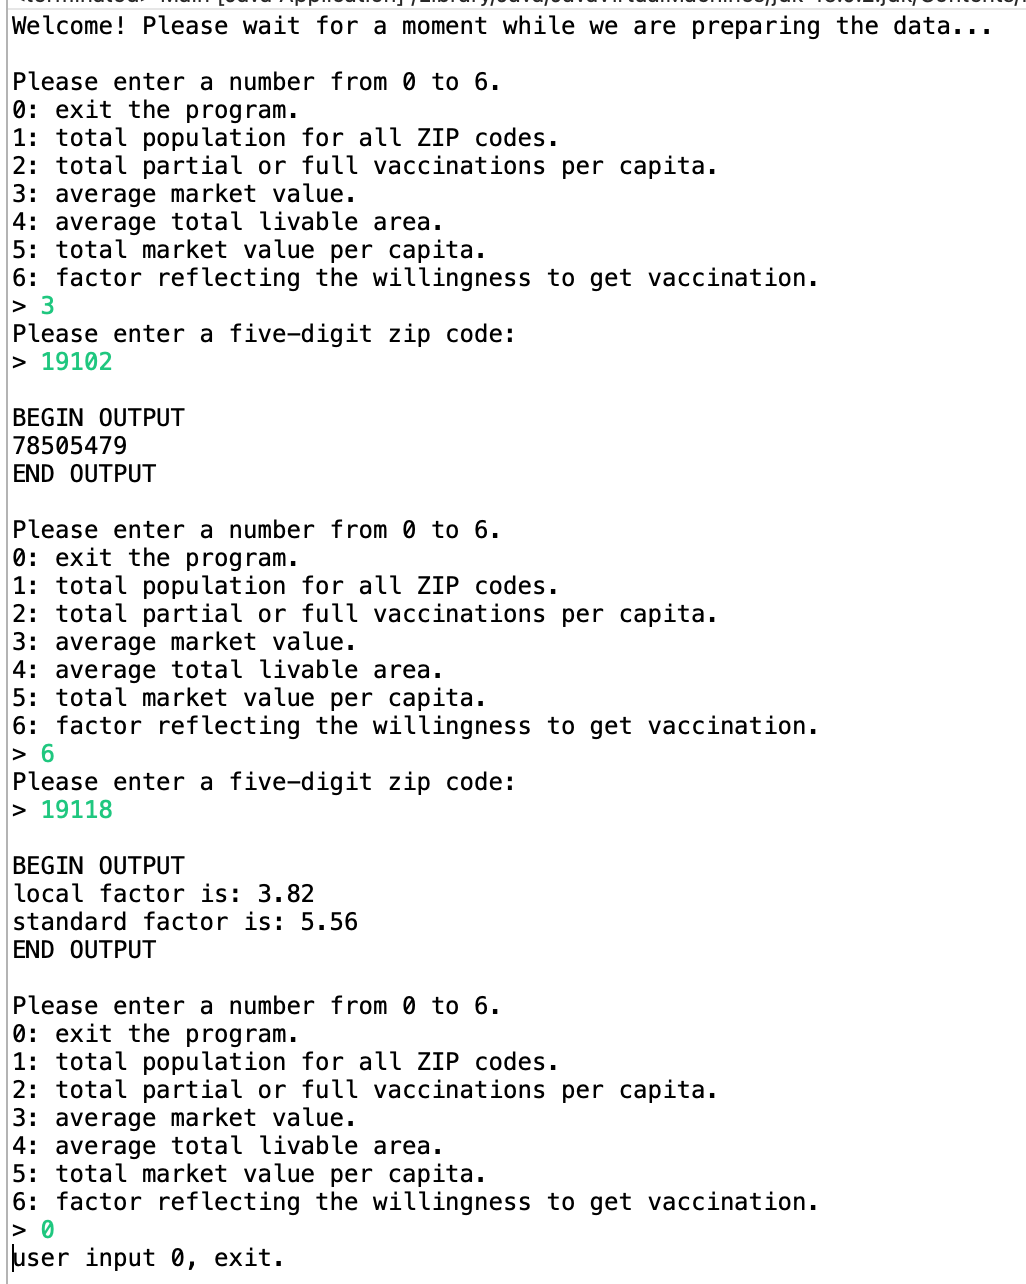 Welcome! Please wait for a moment while we are preparing the data...
Please enter a number from 0 to 6.
0: exit the program.
1: total population for all ZIP codes.
2: total partial or full vaccinations per capita.
3: average market value.
4: average total livable area.
5: total market value per capita.
6: factor reflecting the willingness to get vaccination.
> 3
Please enter a five-digit zip code:
> 19102
BEGIN OUTPUT
78505479
END OUTPUT
Please enter a number from 0 to 6.
0: exit the program.
1: total population for all ZIP codes.
2: total partial or full vaccinations per capita.
3: average market value.
4: average total livable area.
5: total market value per capita.
6: factor reflecting the willingness to get vaccination.
> 6
Please enter a five-digit zip code:
> 19118
BEGIN OUTPUT
local factor is: 3.82
standard factor is: 5.56
END OUTPUT
Please enter a number from 0 to 6.
0: exit the program.
1: total population for all ZIP codes.
2: total partial or full vaccinations per capita.
3: average market value.
4: average total livable area.
5: total market value per capita.
6: factor reflecting the willingness to get vaccination.
> 0
user input 0, exit.